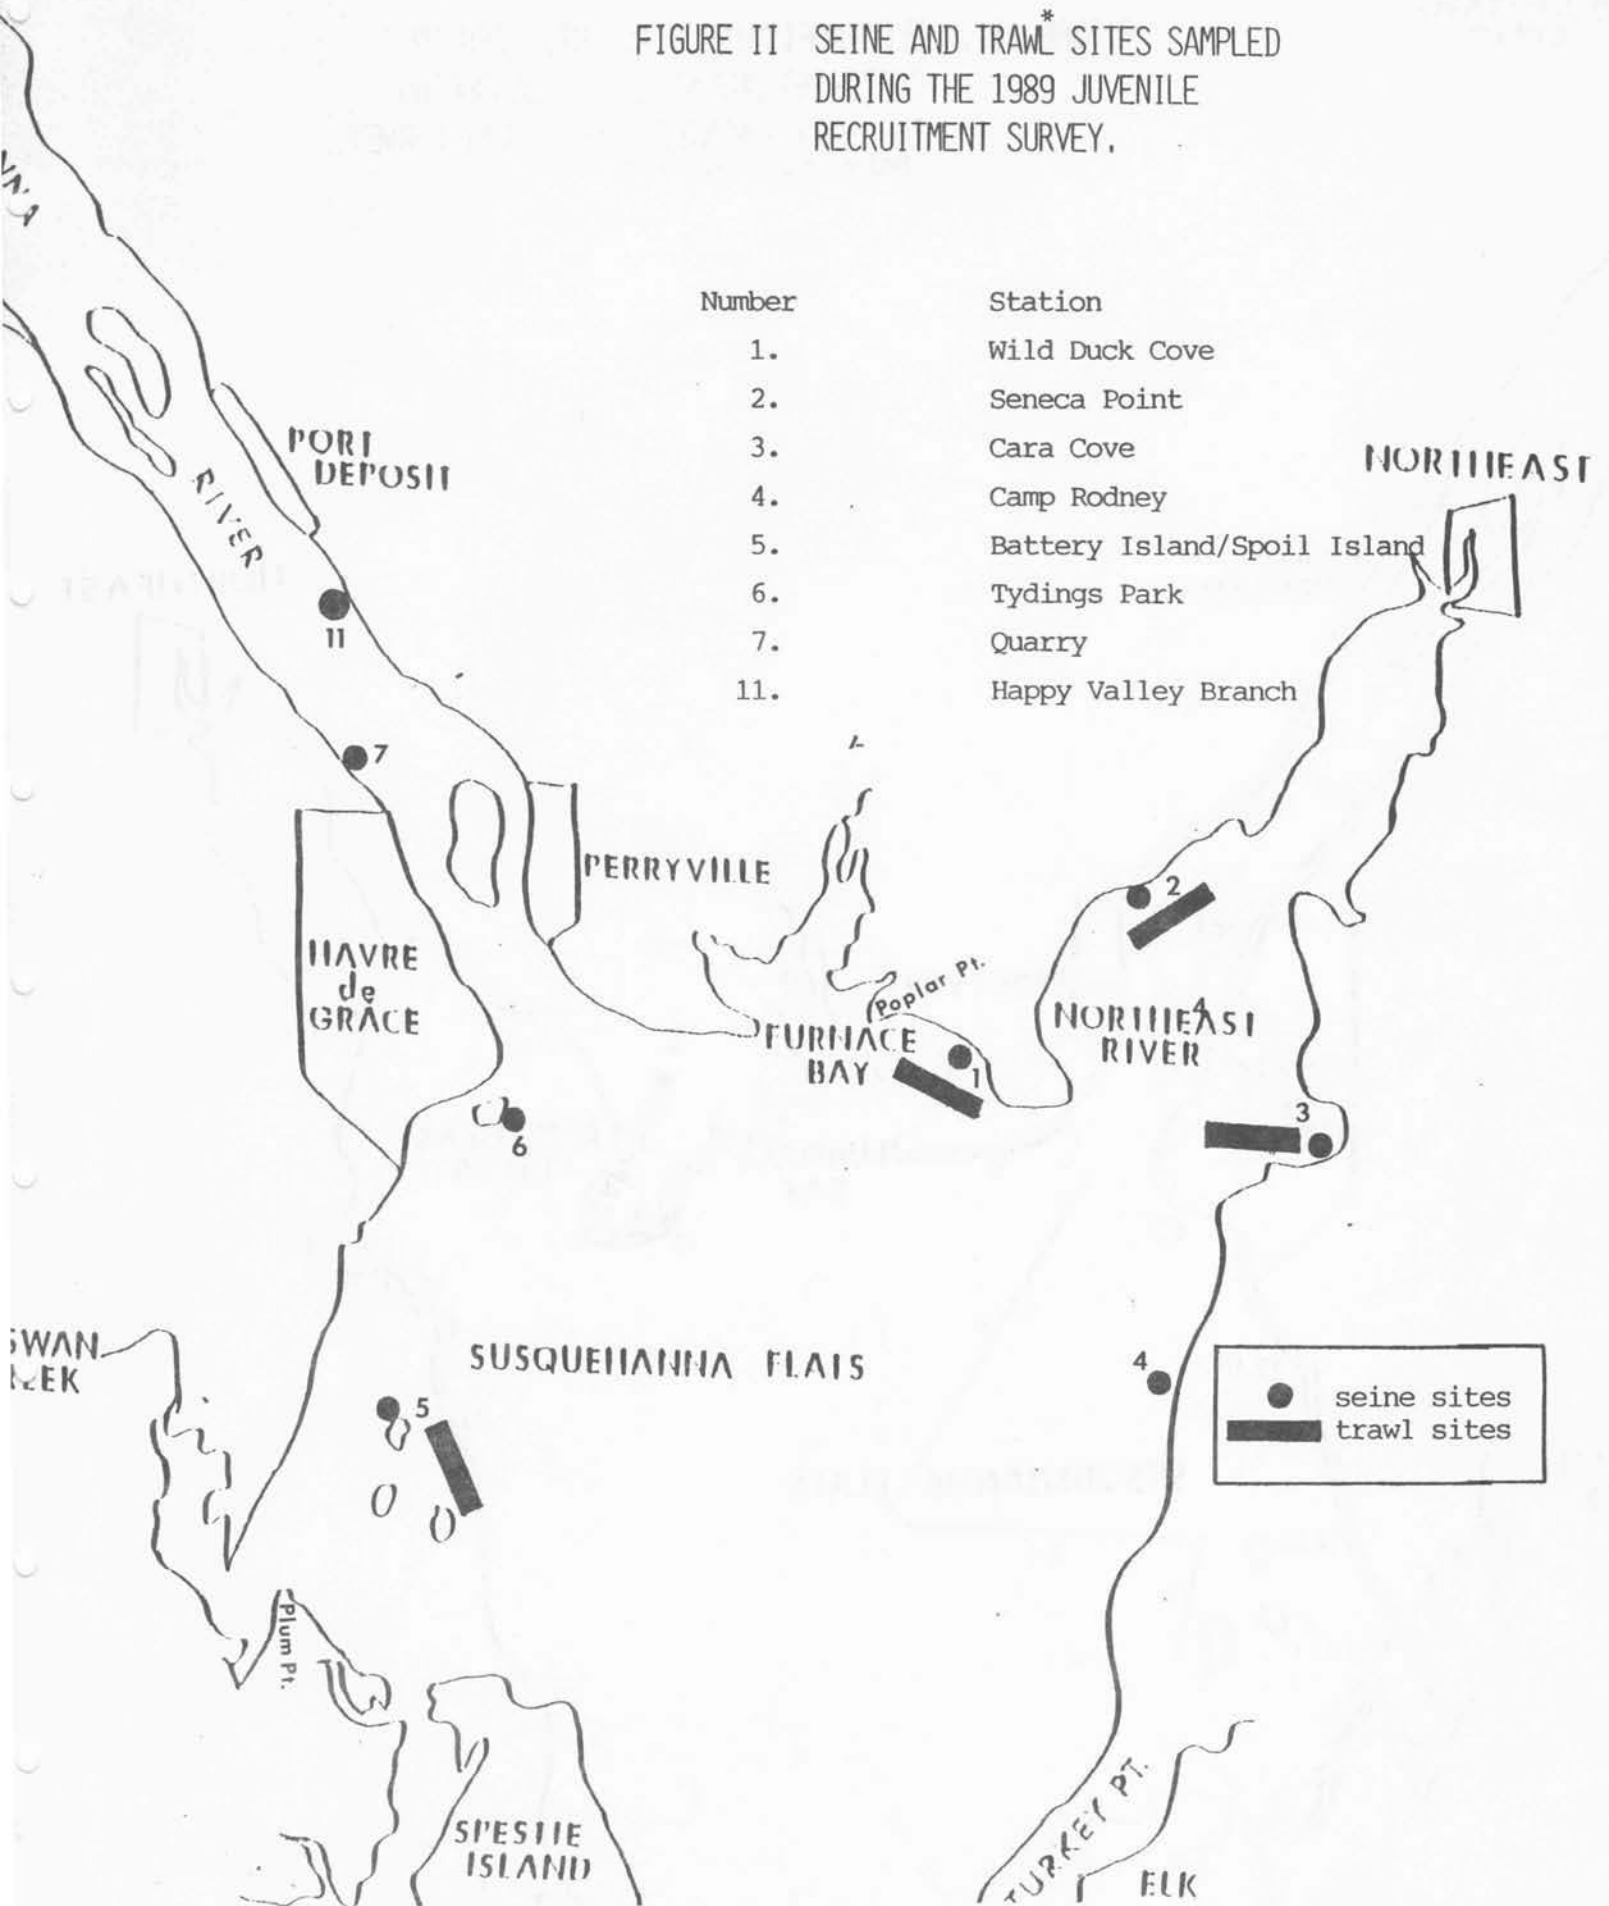 *
FIGURE II SEINE AND TRAWL SITES SAMPLED
DURING THE 1989 JUVENILE
RECRUITMENT SURVEY.
Number Station
1. Wild Duck Cove
2. Seneca Point
3. Cara Cove
4. Camp Rodney
5. Battery Island/Spoil Island
6. Tydings Park
7. Quarry
11. Happy Valley Branch
NNA
RIVER
PORT
DEPOSIT
NORTHEAST
11
7
PERRYVILLE
HAVRE
de
GRACE
2
Poplar Pt.
FURNACE
BAY
1
4
NORTHEAST
RIVER
3
6
SWAN
EEK
SUSQUEHANNA FLATS
5
4
seine sites
trawl sites
Plum Pt.
SPESTIE
ISLAND
TURKEY PT.
ELK